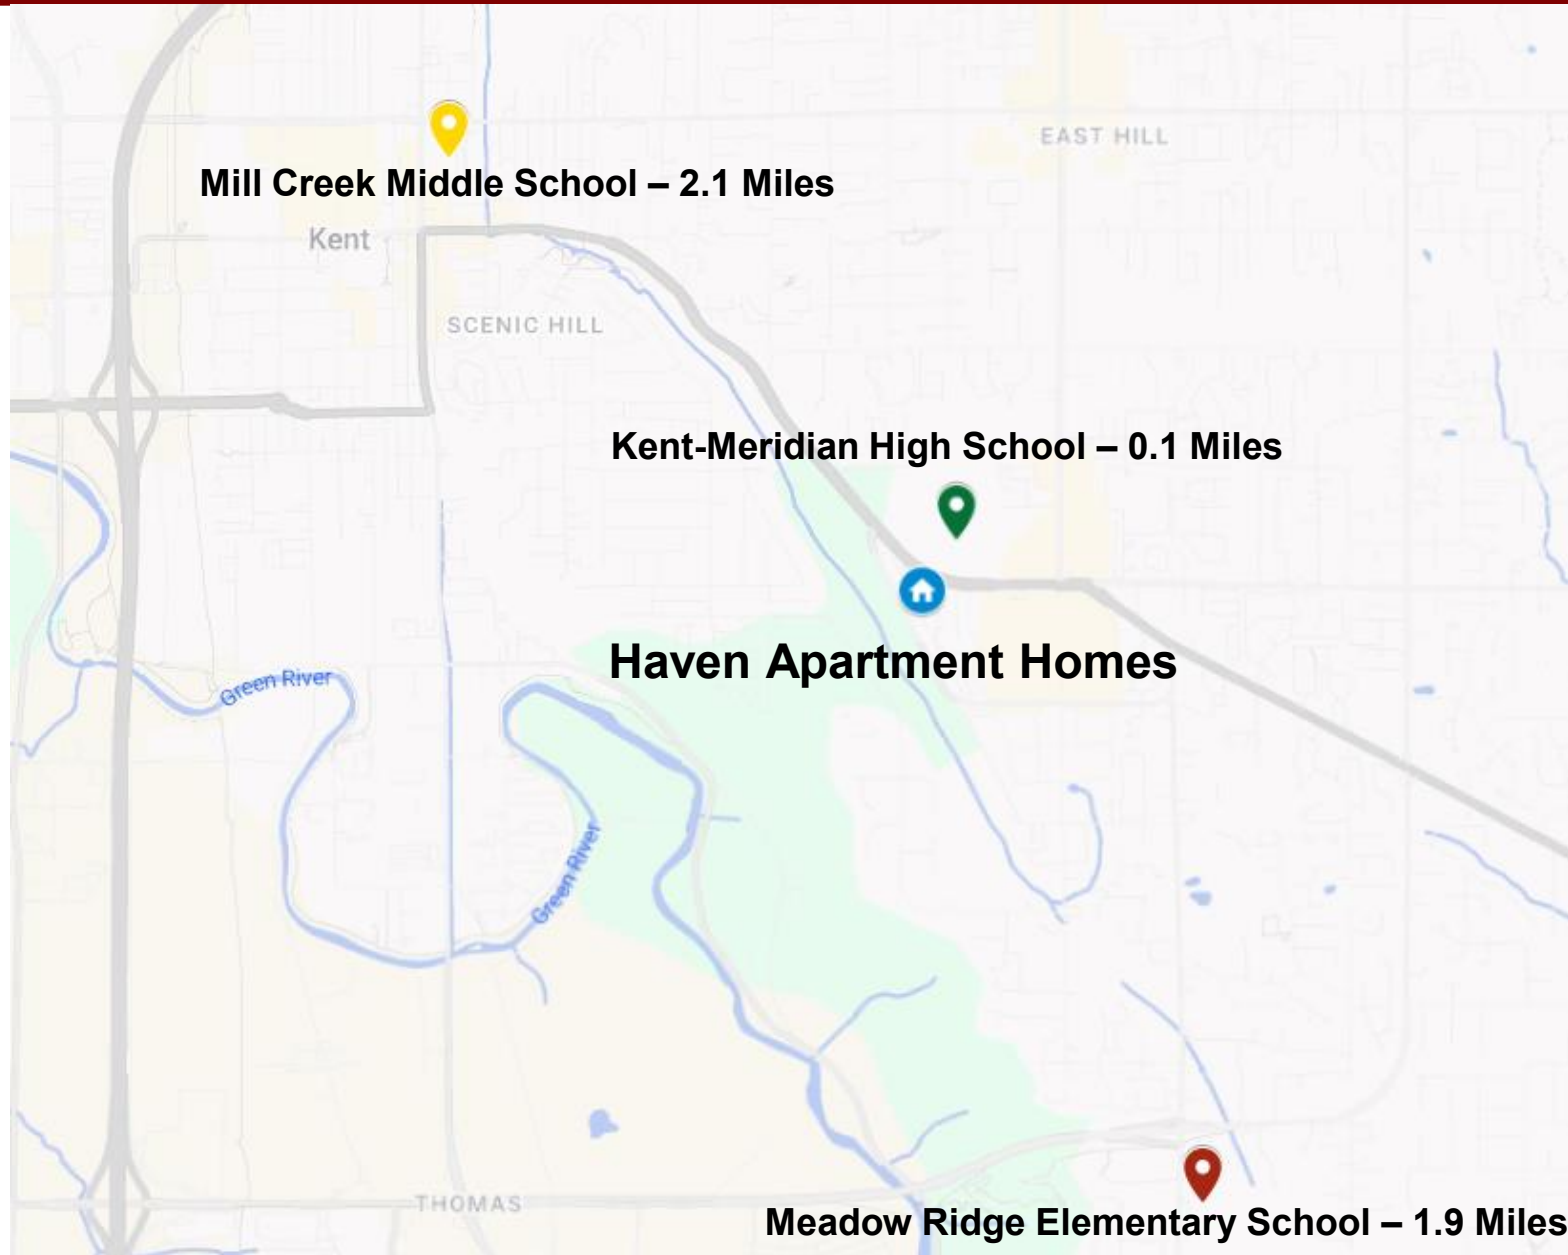 EAST HILL
Mill Creek Middle School – 2.1 Miles
Kent
SCENIC HILL
Kent-Meridian High School – 0.1 Miles
Haven Apartment Homes
Green River
Green River
THOMAS
Meadow Ridge Elementary School – 1.9 Miles